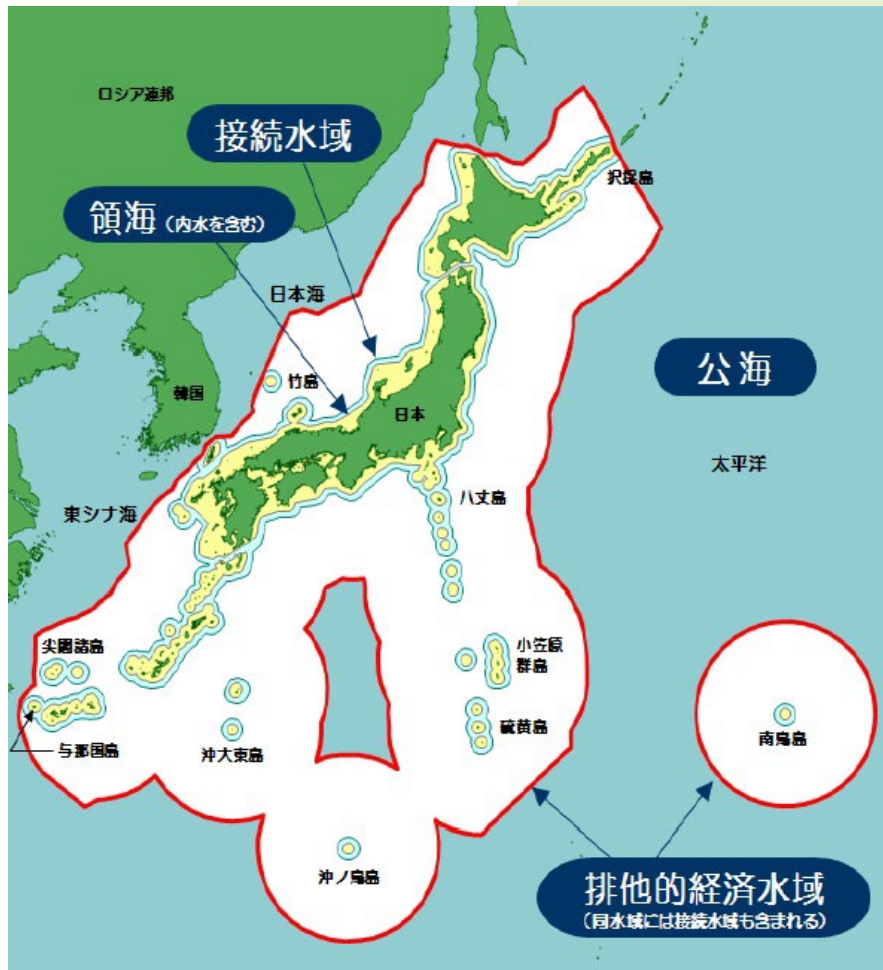 ロシア連邦
接続水域
択捉島
領海(内水を含む)
日本海
竹島
公海
韓国
日本
太平洋
八丈島
東シナ海
尖閣諸島
小笠原
群島
硫黄島
南鳥島
与那国島
沖大東島
沖ノ鳥島
排他的経済水域
(同水域には接続水域も含まれる)